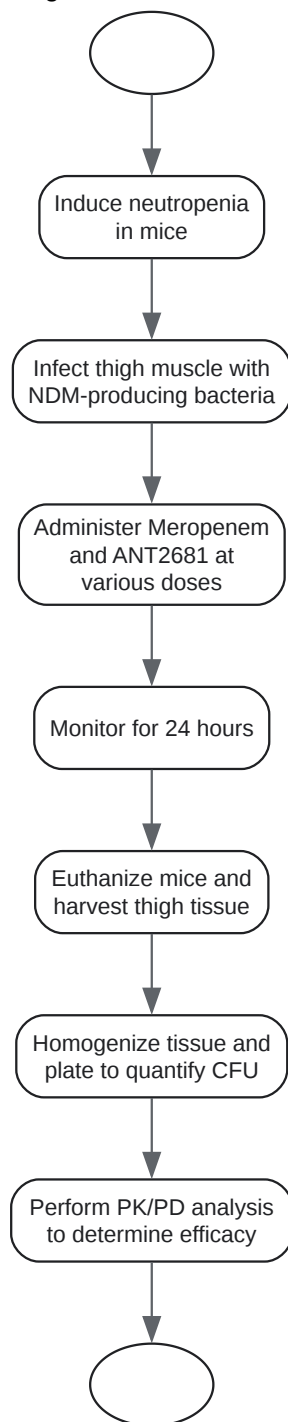 Induce neutropenia
in mice
Infect thigh muscle with
NDM-producing bacteria
Administer Meropenem
and ANT2681 at
various doses
Monitor for 24 hours
Euthanize mice and
harvest thigh tissue
Homogenize tissue and
plate to quantify CFU
Perform PK/PD analysis
to determine efficacy